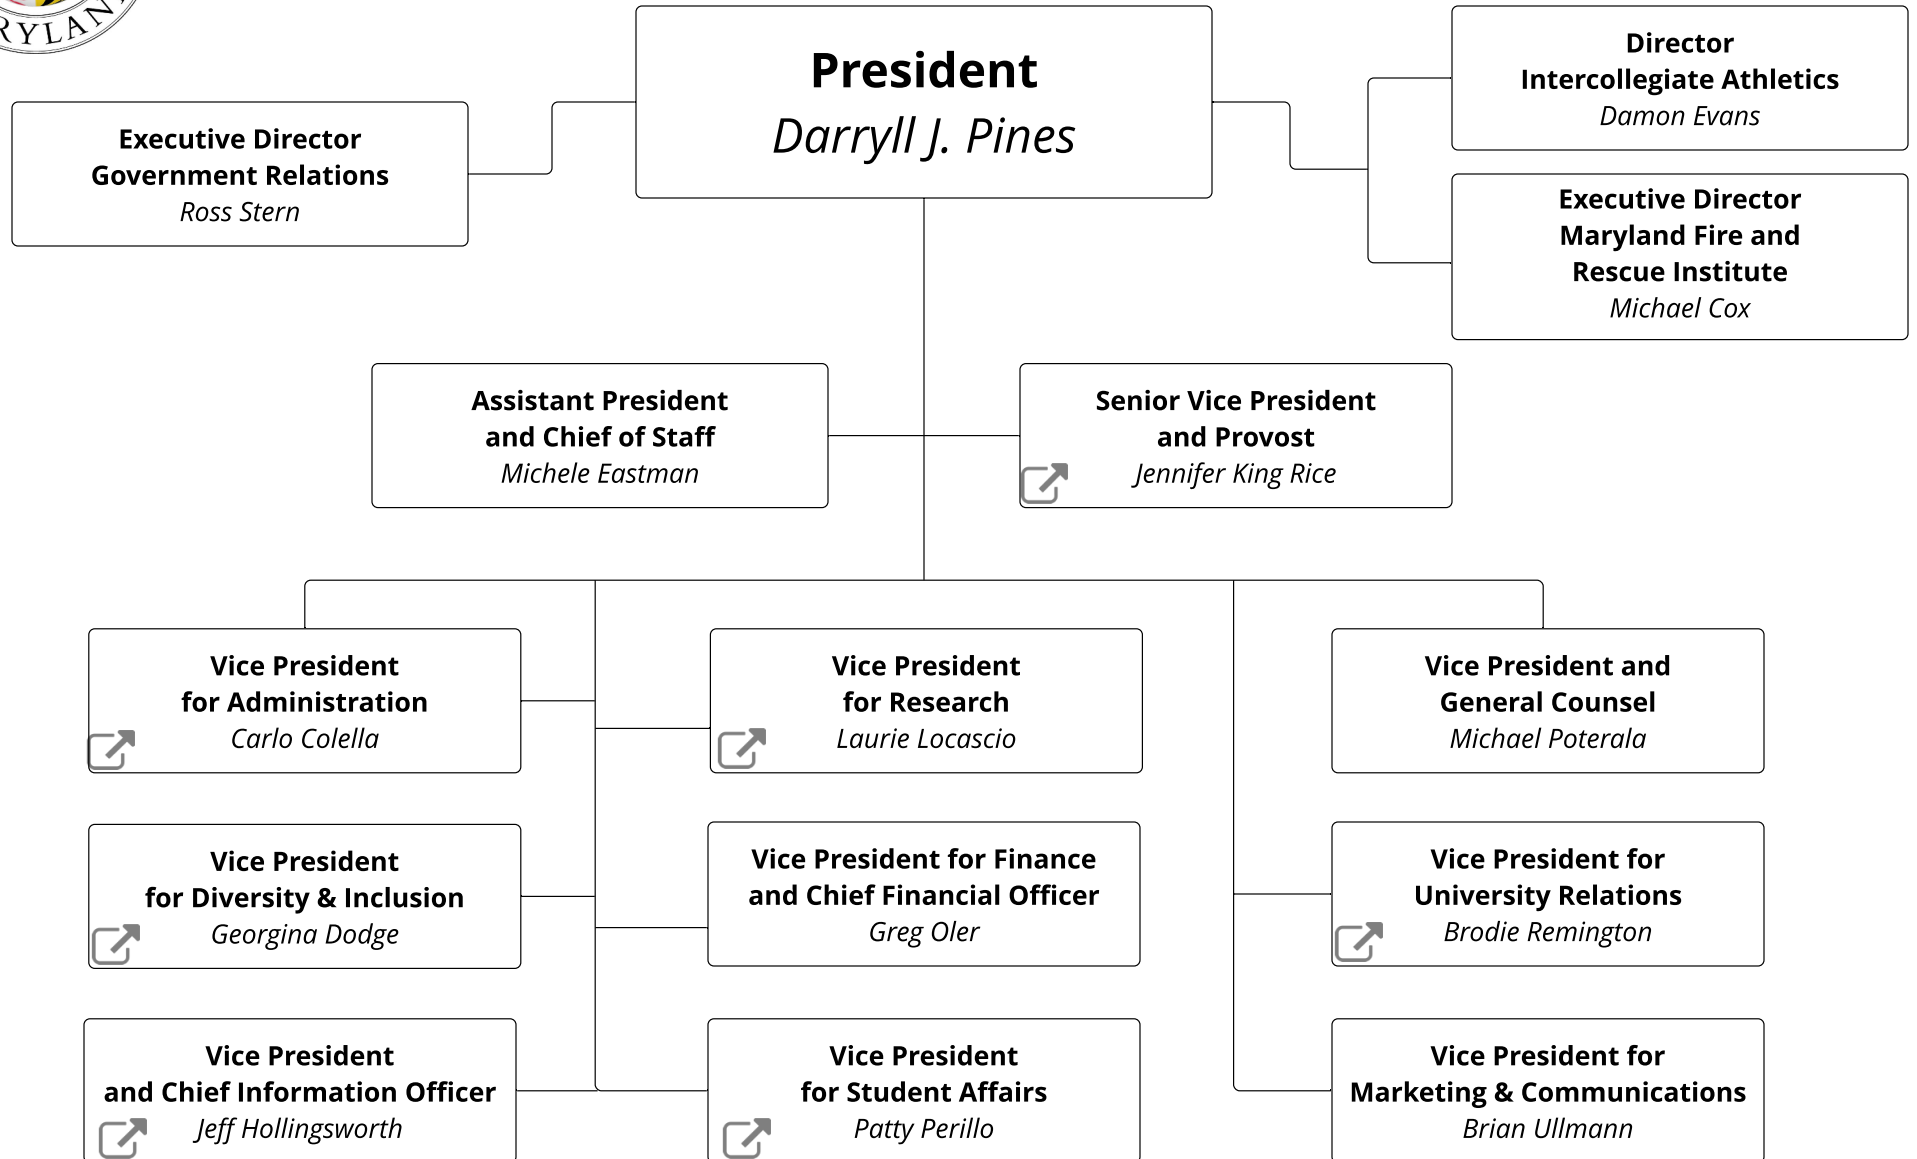 RYLAN
President
Darryll J. Pines
Director
Intercollegiate Athletics
Damon Evans
Executive Director
Government Relations
Ross Stern
Executive Director
Maryland Fire and
Rescue Institute
Michael Cox
Assistant President
and Chief of Staff
Michele Eastman
Senior Vice President
and Provost
Jennifer King Rice
Vice President
for Administration
Carlo Colella
Vice President
for Research
Laurie Locascio
Vice President and
General Counsel
Michael Poterala
Vice President
for Diversity & Inclusion
Georgina Dodge
Vice President for Finance
and Chief Financial Officer
Greg Oler
Vice President for
University Relations
Brodie Remington
Vice President
and Chief Information Officer
Jeff Hollingsworth
Vice President
for Student Affairs
Patty Perillo
Vice President for
Marketing & Communications
Brian Ullmann